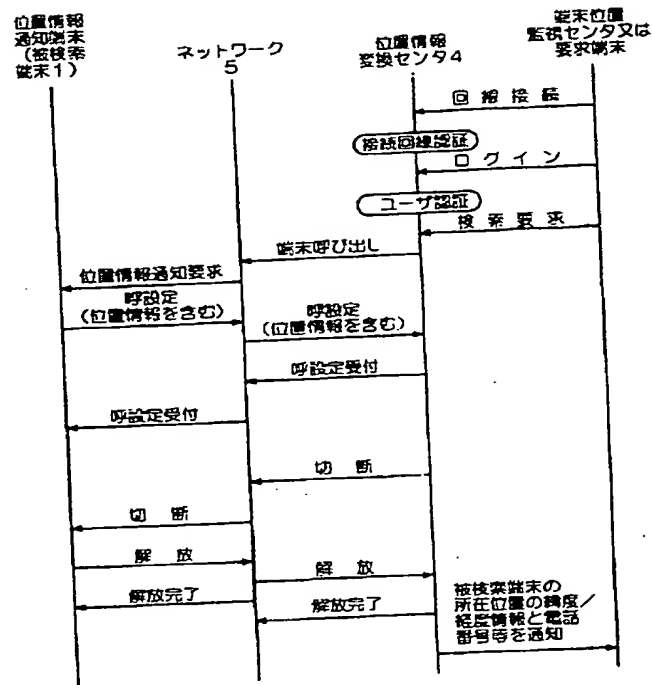 位置情報
通知端末
(被検索
端末1)
ネットワーク
5
位置情報
変換センタ4
端末位置
監視センタ又は
要求端末
回線接続
接続回線認証
ログイン
ユーザ認証
検索要求
端末呼び出し
位置情報通知要求
呼設定
(位置情報を含む)
呼設定
(位置情報を含む)
呼設定受付
呼設定受付
切断
切断
解放
解放
解放完了
解放完了
被検索端末の
所在位置の緯度/
経度情報と電話
番号等を通知